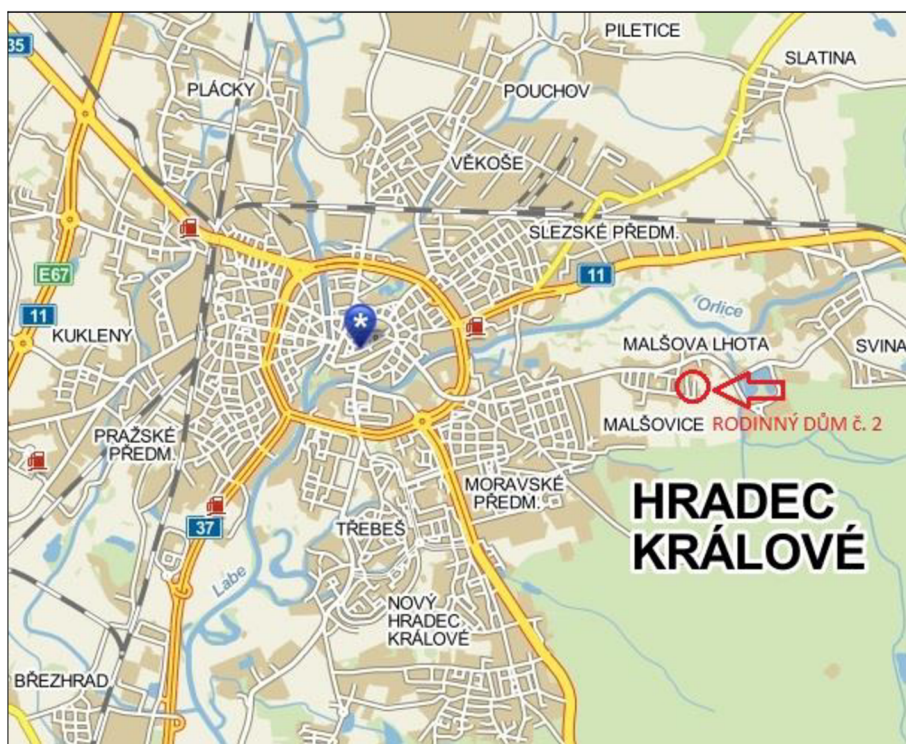 PILETICE
35
SLATINA
PLÁCKY
POUCHOV
VĚKOŠE
SLEZSKÉ PŘEDM.
E67
11
11
Orlice
KUKLENY
*
MALŠOVA LHOTA
SVINA
MALŠOVICE RODINNÝ DŮM č. 2
PRAŽSKÉ
PŘEDM.
MORAVSKÉ
PŘEDM.
HRADEC
KRÁLOVÉ
37
TŘEBEŠ
Labe
NOVÝ
HRADEC
KRÁLOVÉ
BŘEZHRAD